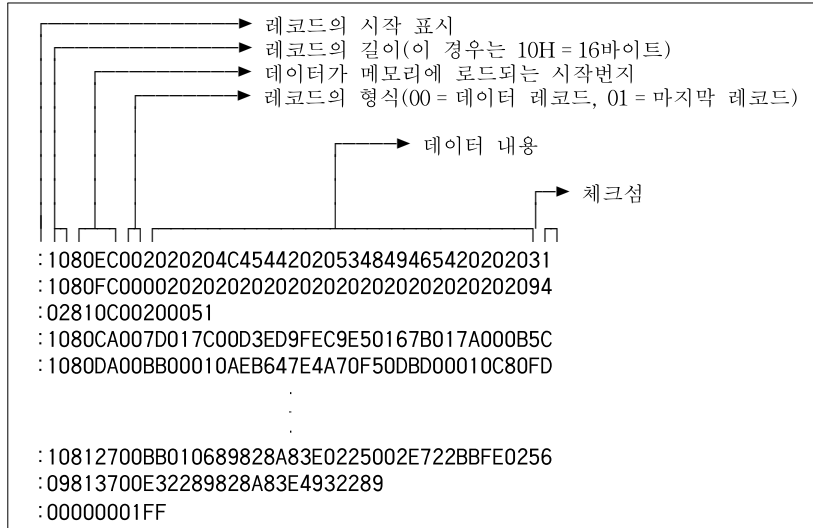 레코드의 시작 표시
레코드의 길이(이 경우는 10H = 16바이트)
데이터가 메모리에 로드되는 시작번지
레코드의 형식(00 = 데이터 레코드, 01 = 마지막 레코드)
데이터 내용
체크섬
:1080EC002020204C45442020534849465420202031
:1080FC000020202020202020202020202020202094
:02810C00200051
:1080CA007D017C00D3ED9FEC9E50167B017A000B5C
:1080DA00BB00010AEB647E4A70F50DBD00010C80FD
.
.
.
:10812700BB010689828A83E0225002E722BBFE0256
:09813700E32289828A83E4932289
:00000001FF